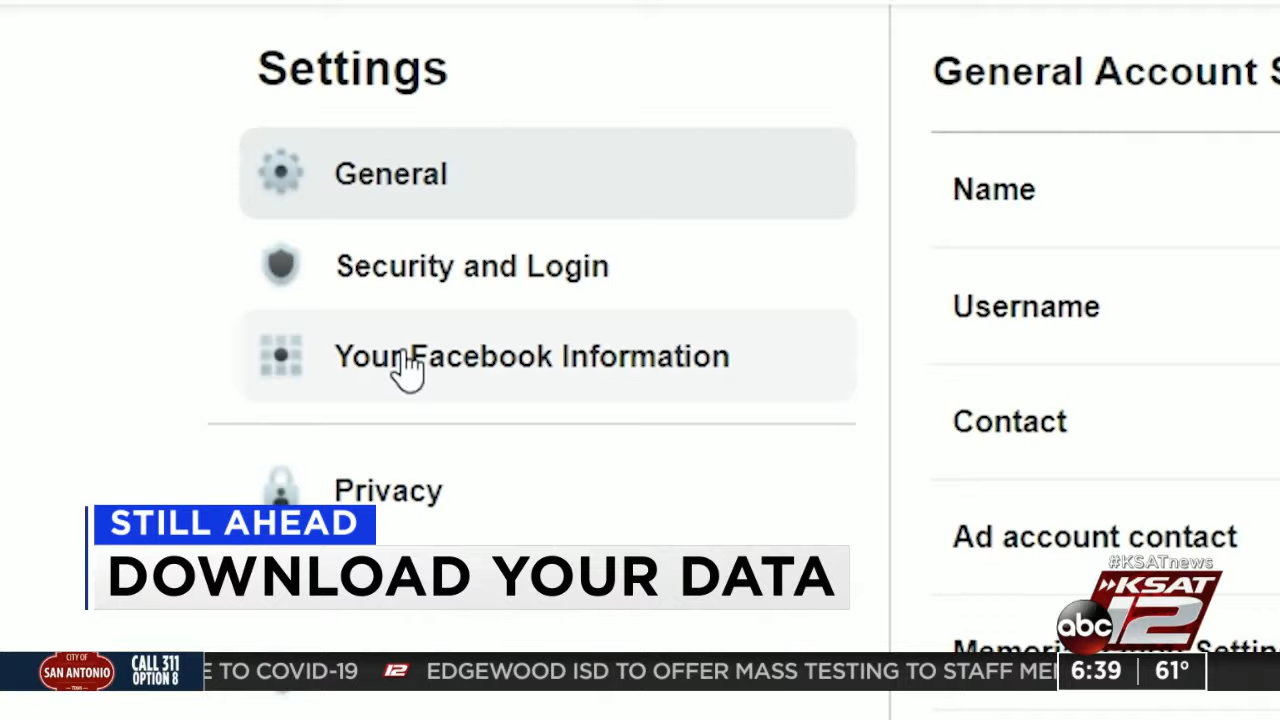 Settings
General Account
General
Name
Security and Login
Username
Your Facebook Information
Contact
Privacy
STILL AHEAD
DOWNLOAD YOUR DATA
Ad account contact
#KSATnews
KSAT
abc 12
CITY OF
SAN ANTONIO
TEXAS
CALL 311
OPTION 8
E TO COVID-19 12 EDGEWOOD ISD TO OFFER MASS TESTING TO STAFF
6:39 61°